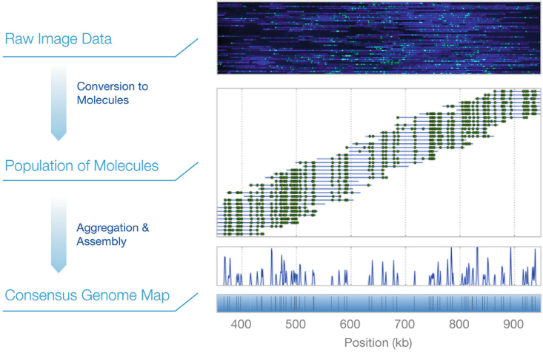 Raw Image Data
Conversion to
Molecules
Population of Molecules
Aggregation &
Assembly
Consensus Genome Map
400 500 600 700 800 900
Position (kb)